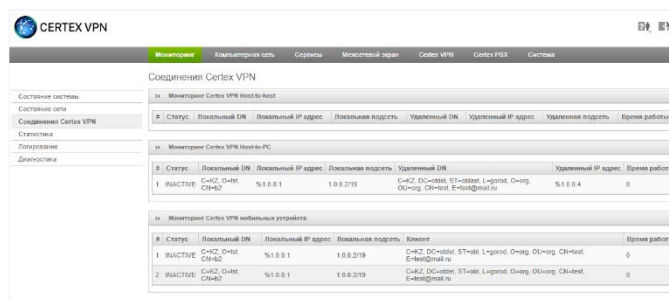 CERTEX VPN
Мониторинг Компьютерная сеть Сервисы Межсетевой экран Certex VPN Certex PBX Система
Соединения Certex VPN
Состояние системы
Состояние сети
Соединения Certex VPN
Статистика
Логирование
Диагностика
Мониторинг Certex VPN Host-to-host
# Статус Локальный DN Локальный IP адрес Локальная подсеть Удаленный DN Удаленный IP адрес Удаленная подсеть Время работы
Мониторинг Certex VPN Host-to-PC
# Статус Локальный DN Локальный IP адрес Локальная подсеть Удаленный DN Удаленный IP адрес Время работ
1 INACTIVE C=KZ, O=tst, CN=b2 %1.0.0.1 1.0.0.2/19 C=KZ, DC=otdel, ST=oblast, L=gorod, O=org,
OU=org, CN=test, E=test@mail.ru %1.0.0.4 0
Мониторинг Certex VPN мобильных устройств
# Статус Локальный DN Локальный IP адрес Локальная подсеть Клиент Время работ
1 INACTIVE C=KZ, O=tst, CN=b2 %1.0.0.1 1.0.0.2/19 C=KZ, DC=otdel, ST=obl, L=gorod, O=org, OU=org, CN=test,
E=test@mail.ru 0
2 INACTIVE C=KZ, O=tst, CN=b2 %1.0.0.1 1.0.0.2/19 C=KZ, DC=otdel, ST=obl, L=gorod, O=org, OU=org, CN=test,
E=test@mail.ru 0